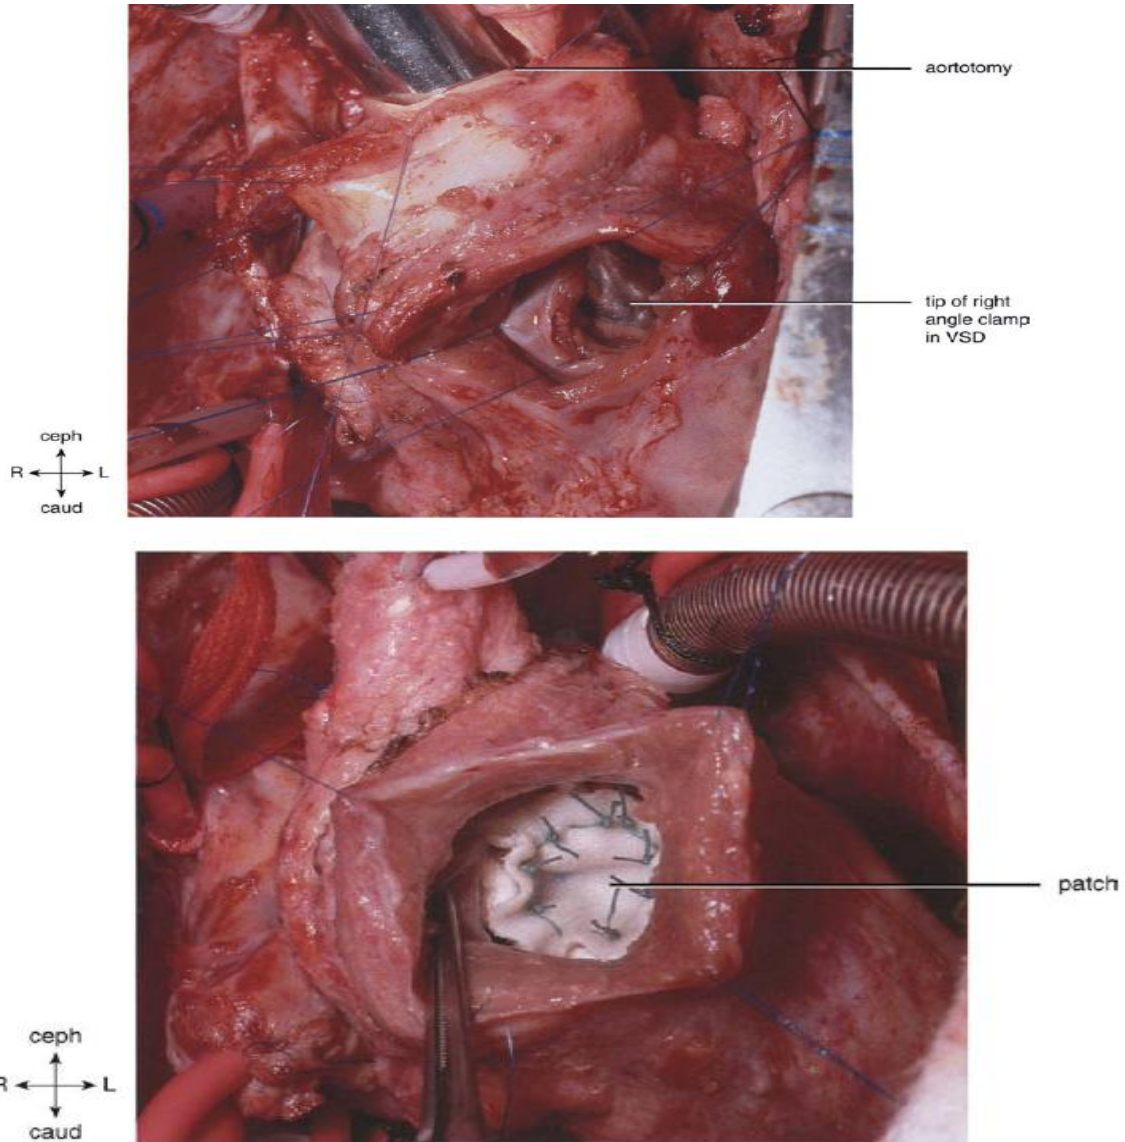 aortotomy
tip of right
angle clamp
in VSD
ceph
R L
caud
patch
ceph
R L
caud